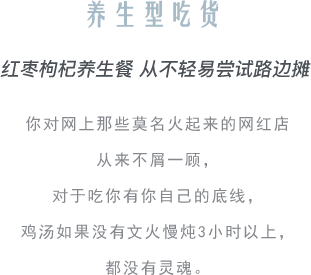 养生型吃货
红枣枸杞养生餐 从不轻易尝试路边摊
你对网上那些莫名火起来的网红店
从来不屑一顾，
对于吃你有你自己的底线，
鸡汤如果没有文火慢炖3小时以上，
都没有灵魂。